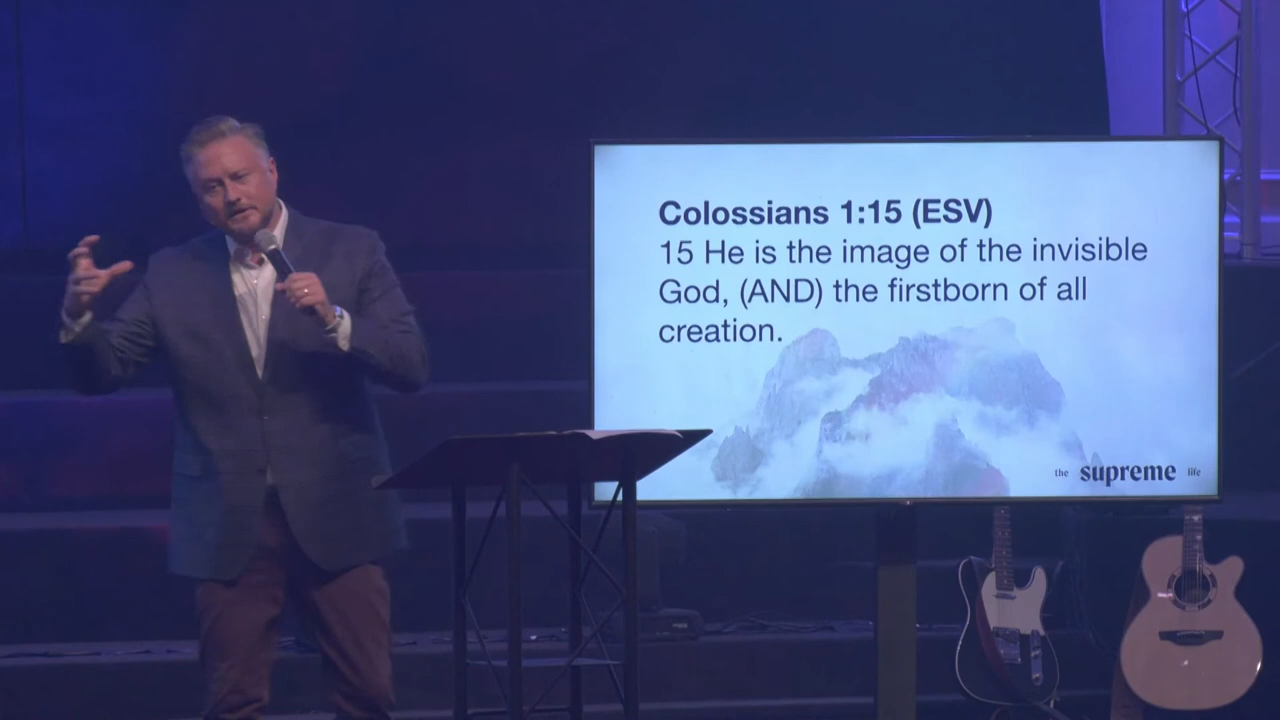 Colossians 1:15 (ESV)
15 He is the image of the invisible
God, (AND) the firstborn of all
creation.
the supreme life